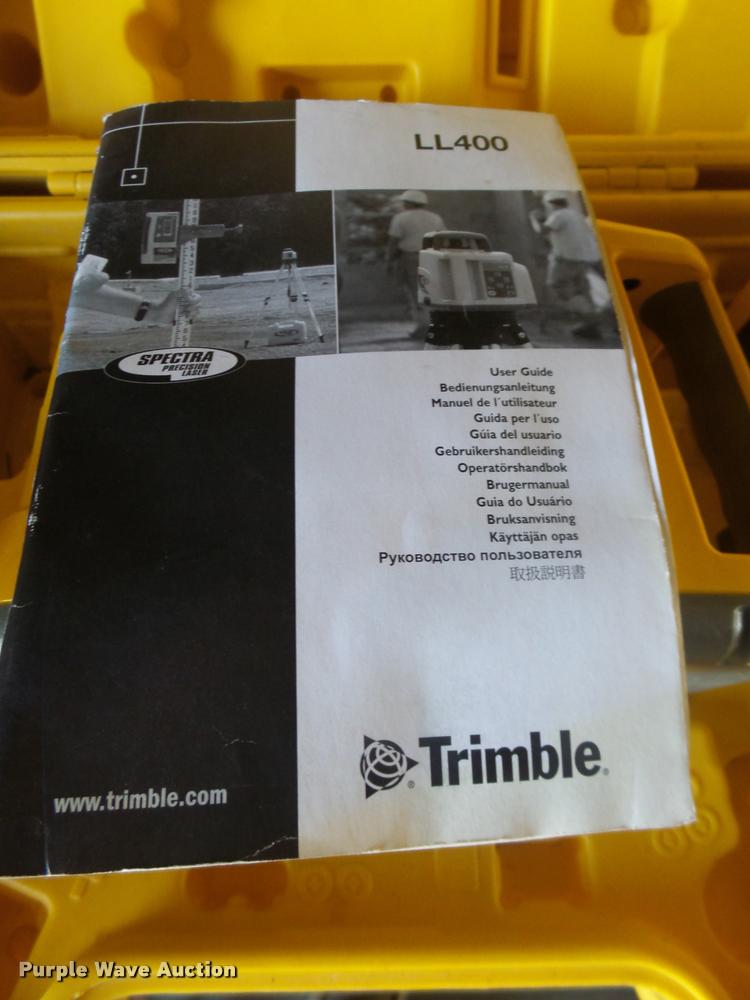 LL400
SPECTRA
PRECISION
LASER
User Guide
Bedienungsanleitung
Manuel de l´utilisateur
Guida per l´uso
Gúia del usuario
Gebruikershandleiding
Operatörshandbok
Brugermanual
Guia do Usuário
Bruksanvisning
Käyttäjän opas
Руководство пользователя
取扱説明書
Trimble®
www.trimble.com
Purple Wave Auction